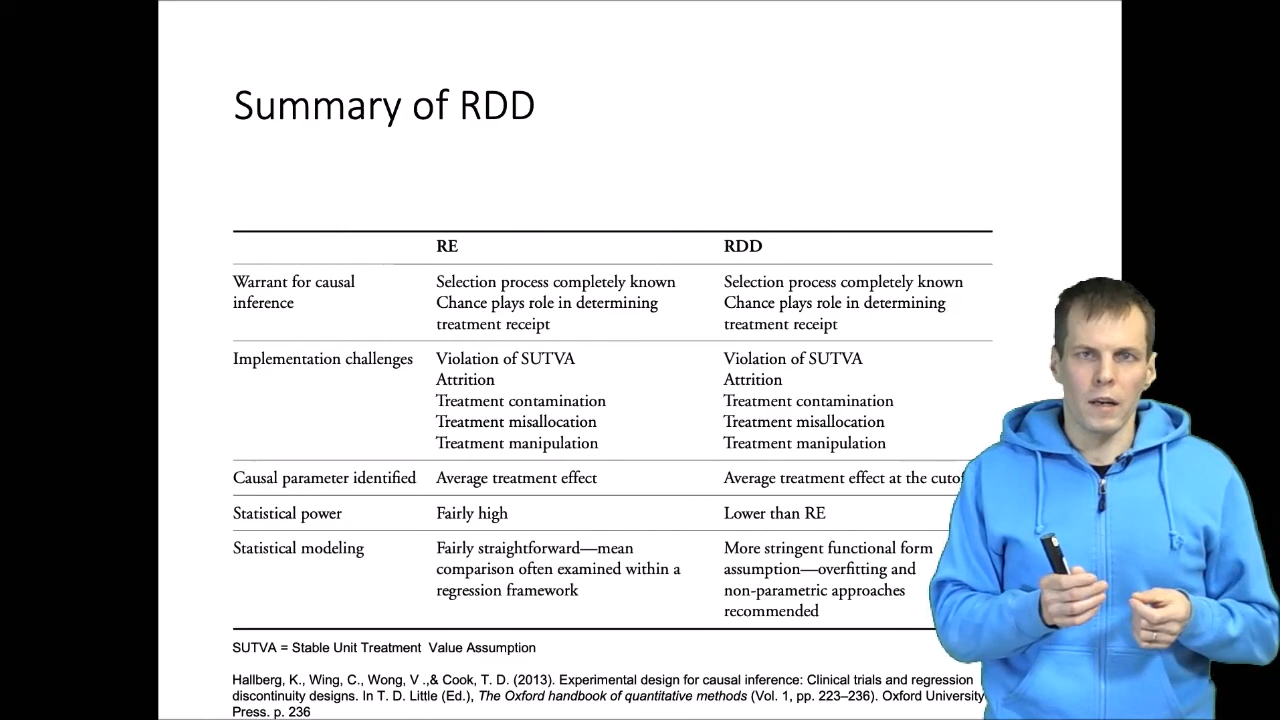 Summary of RDD
RE RDD
Warrant for causal Selection process completely known Selection process completely known
inference Chance plays role in determining Chance plays role in determining
treatment receipt treatment receipt
Implementation challenges Violation of SUTVA Violation of SUTVA
Attrition Attrition
Treatment contamination Treatment contamination
Treatment misallocation Treatment misallocation
Treatment manipulation Treatment manipulation
Causal parameter identified Average treatment effect Average treatment effect at the
Statistical power Fairly high Lower than RE
Statistical modeling Fairly straightforward—mean More stringent functional form
comparison often examined within a assumption—overfitting and
regression framework non-parametric approaches
recommended
SUTVA = Stable Unit Treatment Value Assumption
Hallberg, K., Wing, C., Wong, V .,& Cook, T. D. (2013). Experimental design for causal inference: Clinical trials and regression
discontinuity designs. In T. D. Little (Ed.), The Oxford handbook of quantitative methods (Vol. 1, pp. 223–236). Oxford University
Press. p. 236